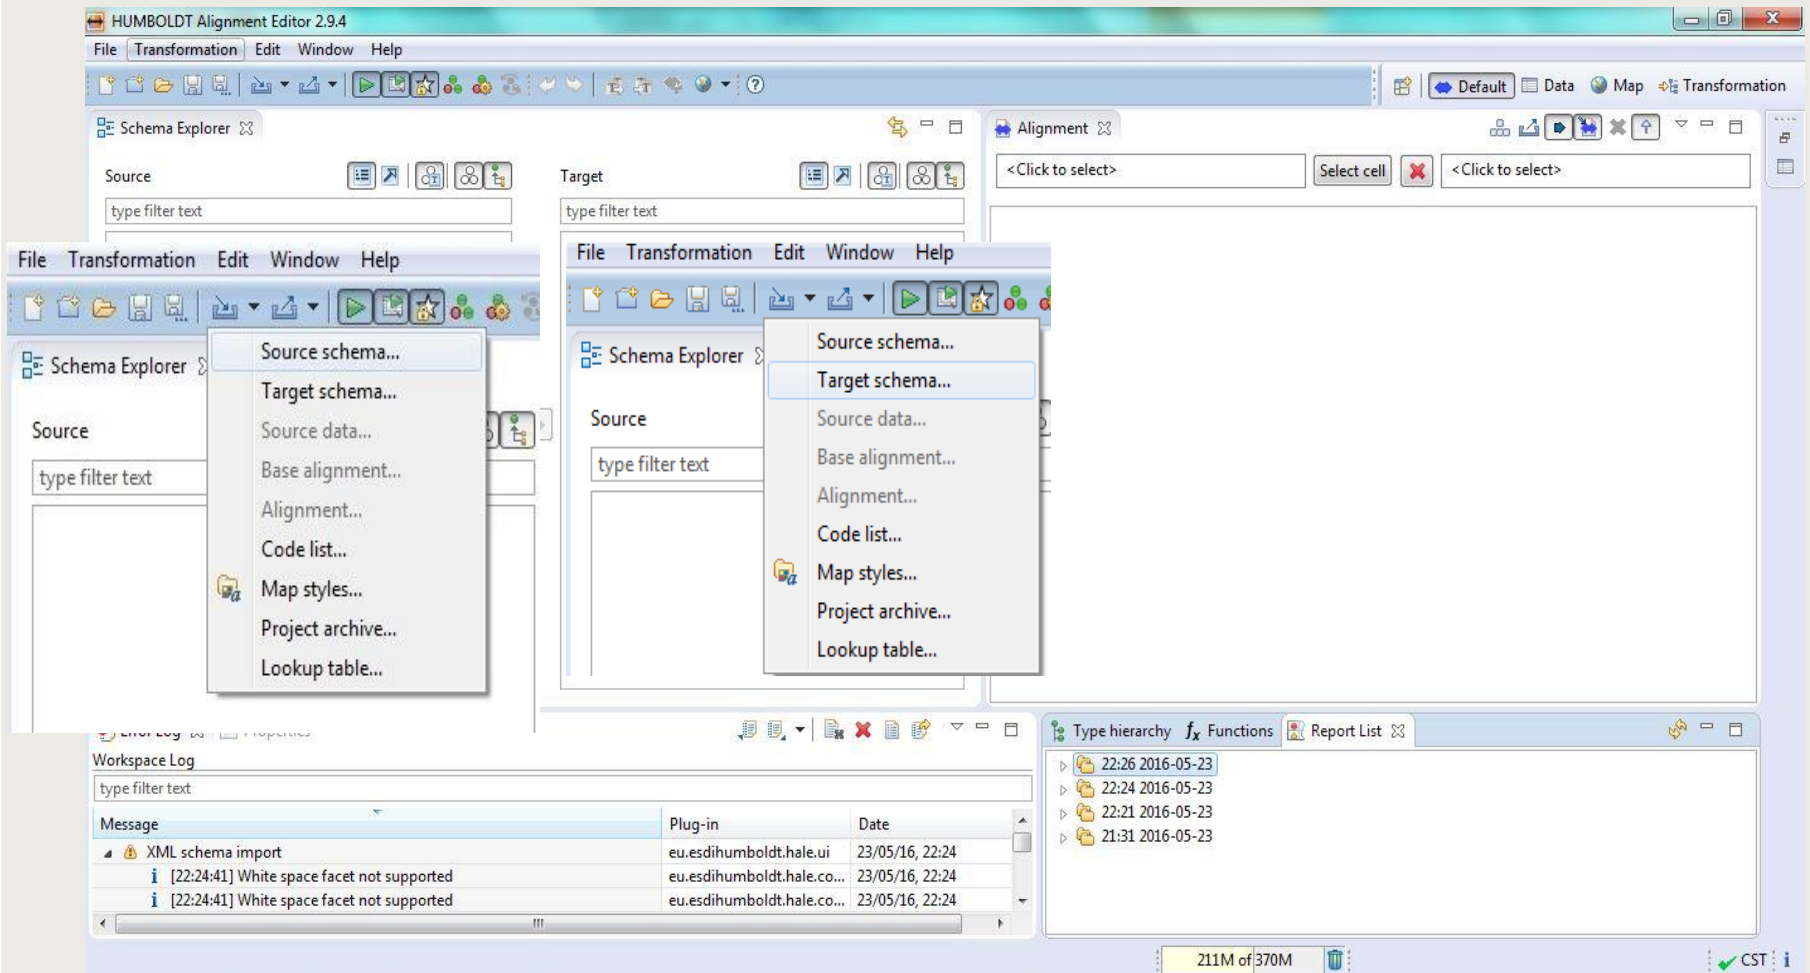 HUMBOLDT Alignment Editor 2.9.4
File Transformation Edit Window Help
Default Data Map Transformation
Schema Explorer
Alignment
Source
Target
<Click to select> Select cell <Click to select>
type filter text
type filter text
File Transformation Edit Window Help
Schema Explorer
Source
type filter text
Source schema...
Target schema...
Source data...
Base alignment...
Alignment...
Code list...
Map styles...
Project archive...
Lookup table...
File Transformation Edit Window Help
Schema Explorer
Source
type filter text
Source schema...
Target schema...
Source data...
Base alignment...
Alignment...
Code list...
Map styles...
Project archive...
Lookup table...
Error Log Properties
Workspace Log
type filter text
Message Plug-in Date
XML schema import eu.esdihumboldt.hale.ui 23/05/16, 22:24
[22:24:41] White space facet not supported eu.esdihumboldt.hale.co... 23/05/16, 22:24
[22:24:41] White space facet not supported eu.esdihumboldt.hale.co... 23/05/16, 22:24
Type hierarchy fx Functions Report List
22:26 2016-05-23
22:24 2016-05-23
22:21 2016-05-23
21:31 2016-05-23
211M of 370M
CST